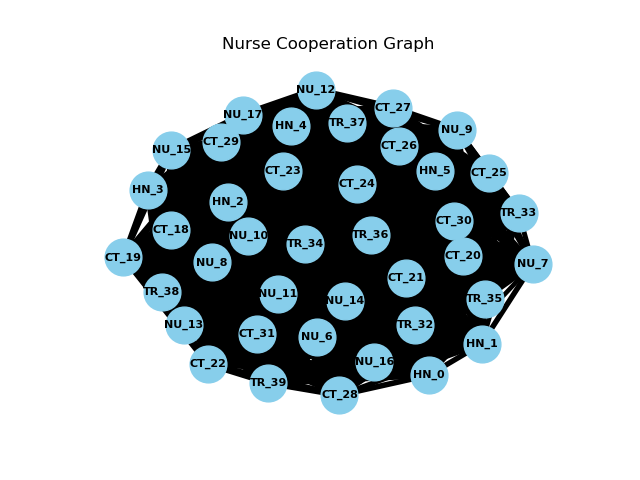 Nurse Cooperation Graph
NU_12
CT_27
NU_17
HN_4
TR_37
NU_9
CT_29
CT_26
NU_15
CT_23
HN_5
CT_25
CT_24
HN_3
HN_2
TR_33
CT_30
CT_18
NU_10
TR_36
TR_34
CT_19
CT_20
NU_8
NU_7
CT_21
TR_38
NU_11
NU_14
TR_35
NU_13
TR_32
CT_31
NU_6
HN_1
CT_22
NU_16
HN_0
TR_39
CT_28